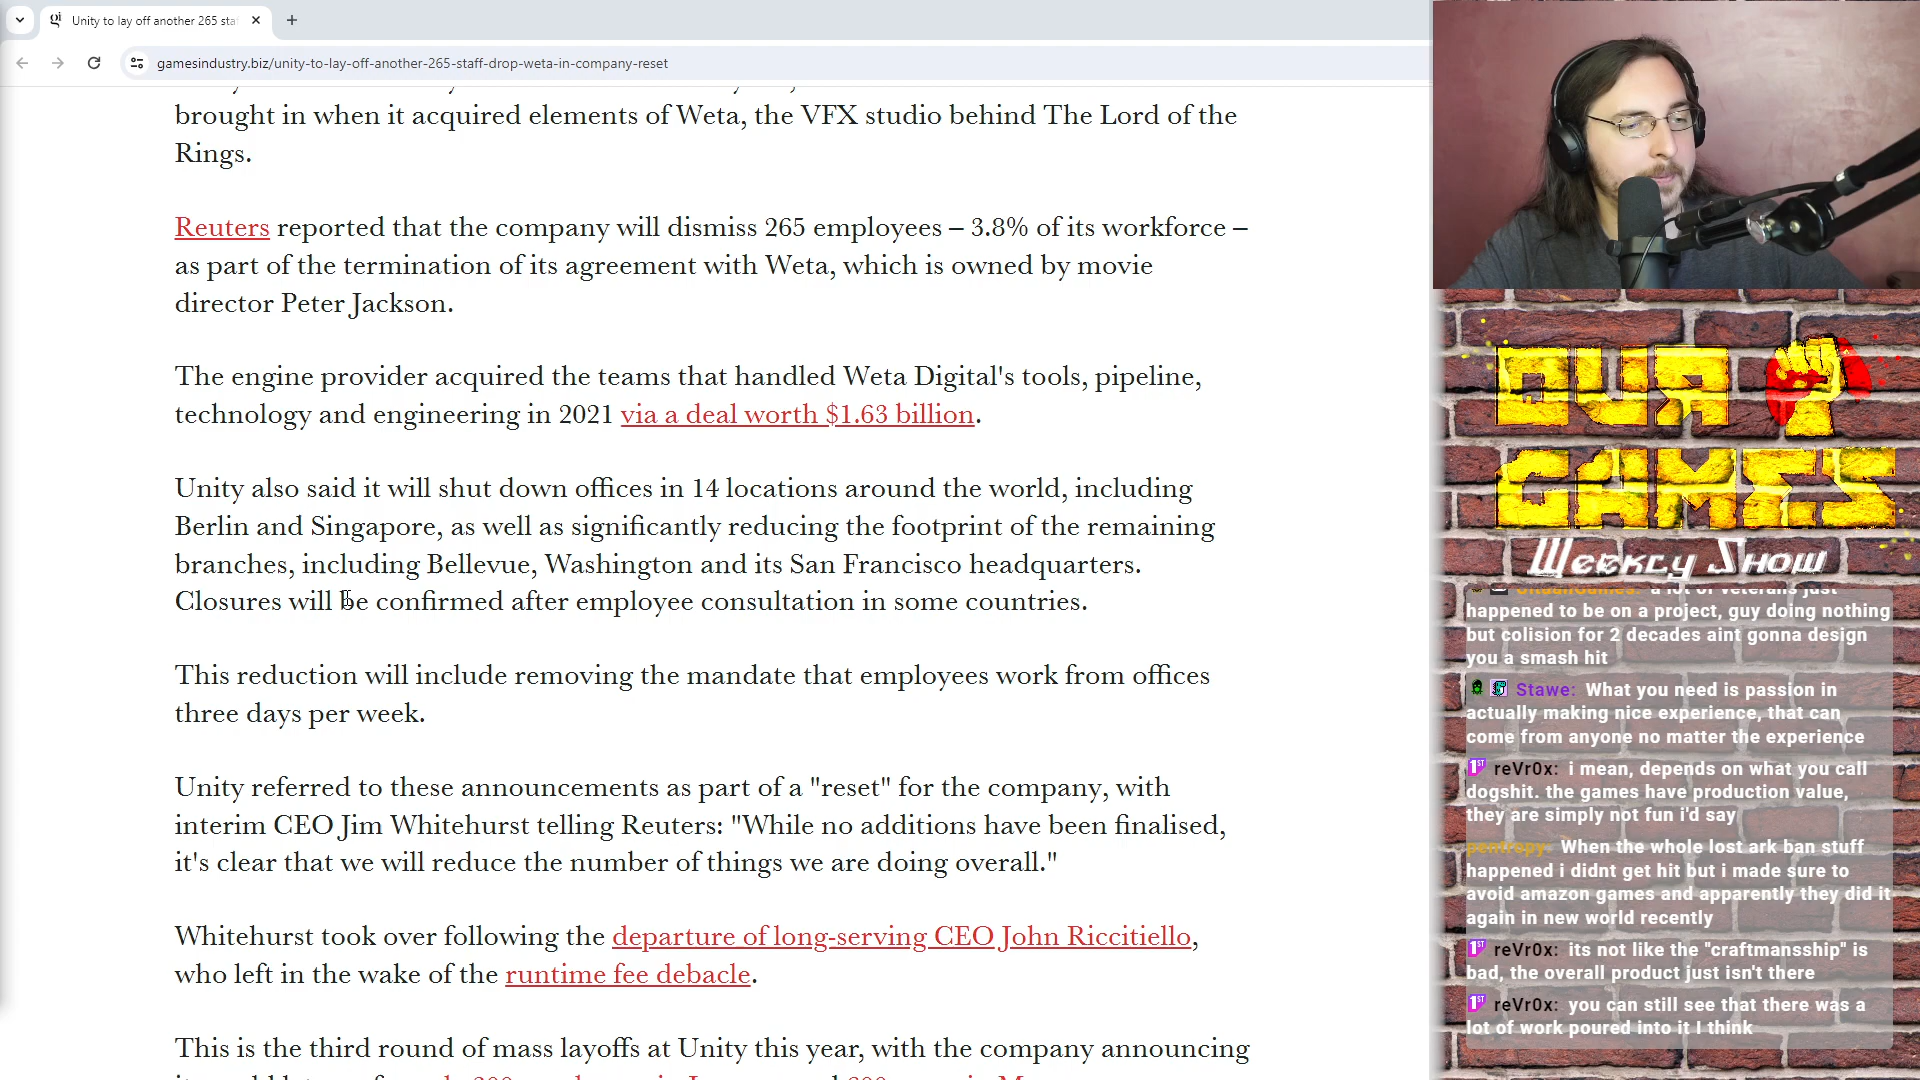 Unity to lay off another 265 sta
gamesindustry.biz/unity-to-lay-off-another-265-staff-drop-weta-in-company-reset
brought in when it acquired elements of Weta, the VFX studio behind The Lord of the
Rings.
Reuters reported that the company will dismiss 265 employees – 3.8% of its workforce –
as part of the termination of its agreement with Weta, which is owned by movie
director Peter Jackson.
The engine provider acquired the teams that handled Weta Digital's tools, pipeline,
technology and engineering in 2021 via a deal worth $1.63 billion.
Unity also said it will shut down offices in 14 locations around the world, including
Berlin and Singapore, as well as significantly reducing the footprint of the remaining
branches, including Bellevue, Washington and its San Francisco headquarters.
Closures will be confirmed after employee consultation in some countries.
This reduction will include removing the mandate that employees work from offices
three days per week.
Unity referred to these announcements as part of a "reset" for the company, with
interim CEO Jim Whitehurst telling Reuters: "While no additions have been finalised,
it's clear that we will reduce the number of things we are doing overall."
Whitehurst took over following the departure of long-serving CEO John Riccitiello,
who left in the wake of the runtime fee debacle.
This is the third round of mass layoffs at Unity this year, with the company announcing
OUR
GAMES
Weekly Show
a lot of veterans just
happened to be on a project, guy doing nothing
but colision for 2 decades aint gonna design
you a smash hit
Stawe: What you need is passion in
actually making nice experience, that can
come from anyone no matter the experience
1ST reVr0x: i mean, depends on what you call
dogshit. the games have production value,
they are simply not fun i'd say
pentropy: When the whole lost ark ban stuff
happened i didnt get hit but i made sure to
avoid amazon games and apparently they did it
again in new world recently
1ST reVr0x: its not like the "craftmansship" is
bad, the overall product just isn't there
1ST reVr0x: you can still see that there was a
lot of work poured into it I think